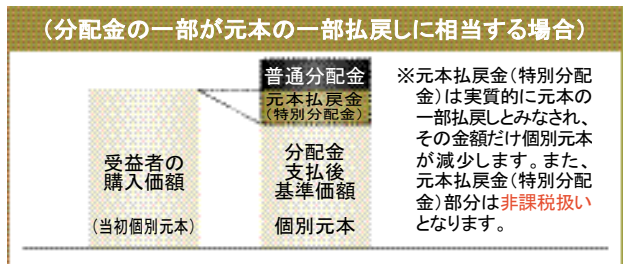 （分配金の一部が元本の一部払戻しに相当する場合）
受益者の
購入価額
（当初個別元本）
普通分配金
元本払戻金
（特別分配金）
分配金
支払後
基準価額
個別元本
※元本払戻金（特別分配
金）は実質的に元本の
一部払戻しとみなされ、
その金額だけ個別元本
が減少します。また、
元本払戻金（特別分配
金）部分は非課税扱い
となります。